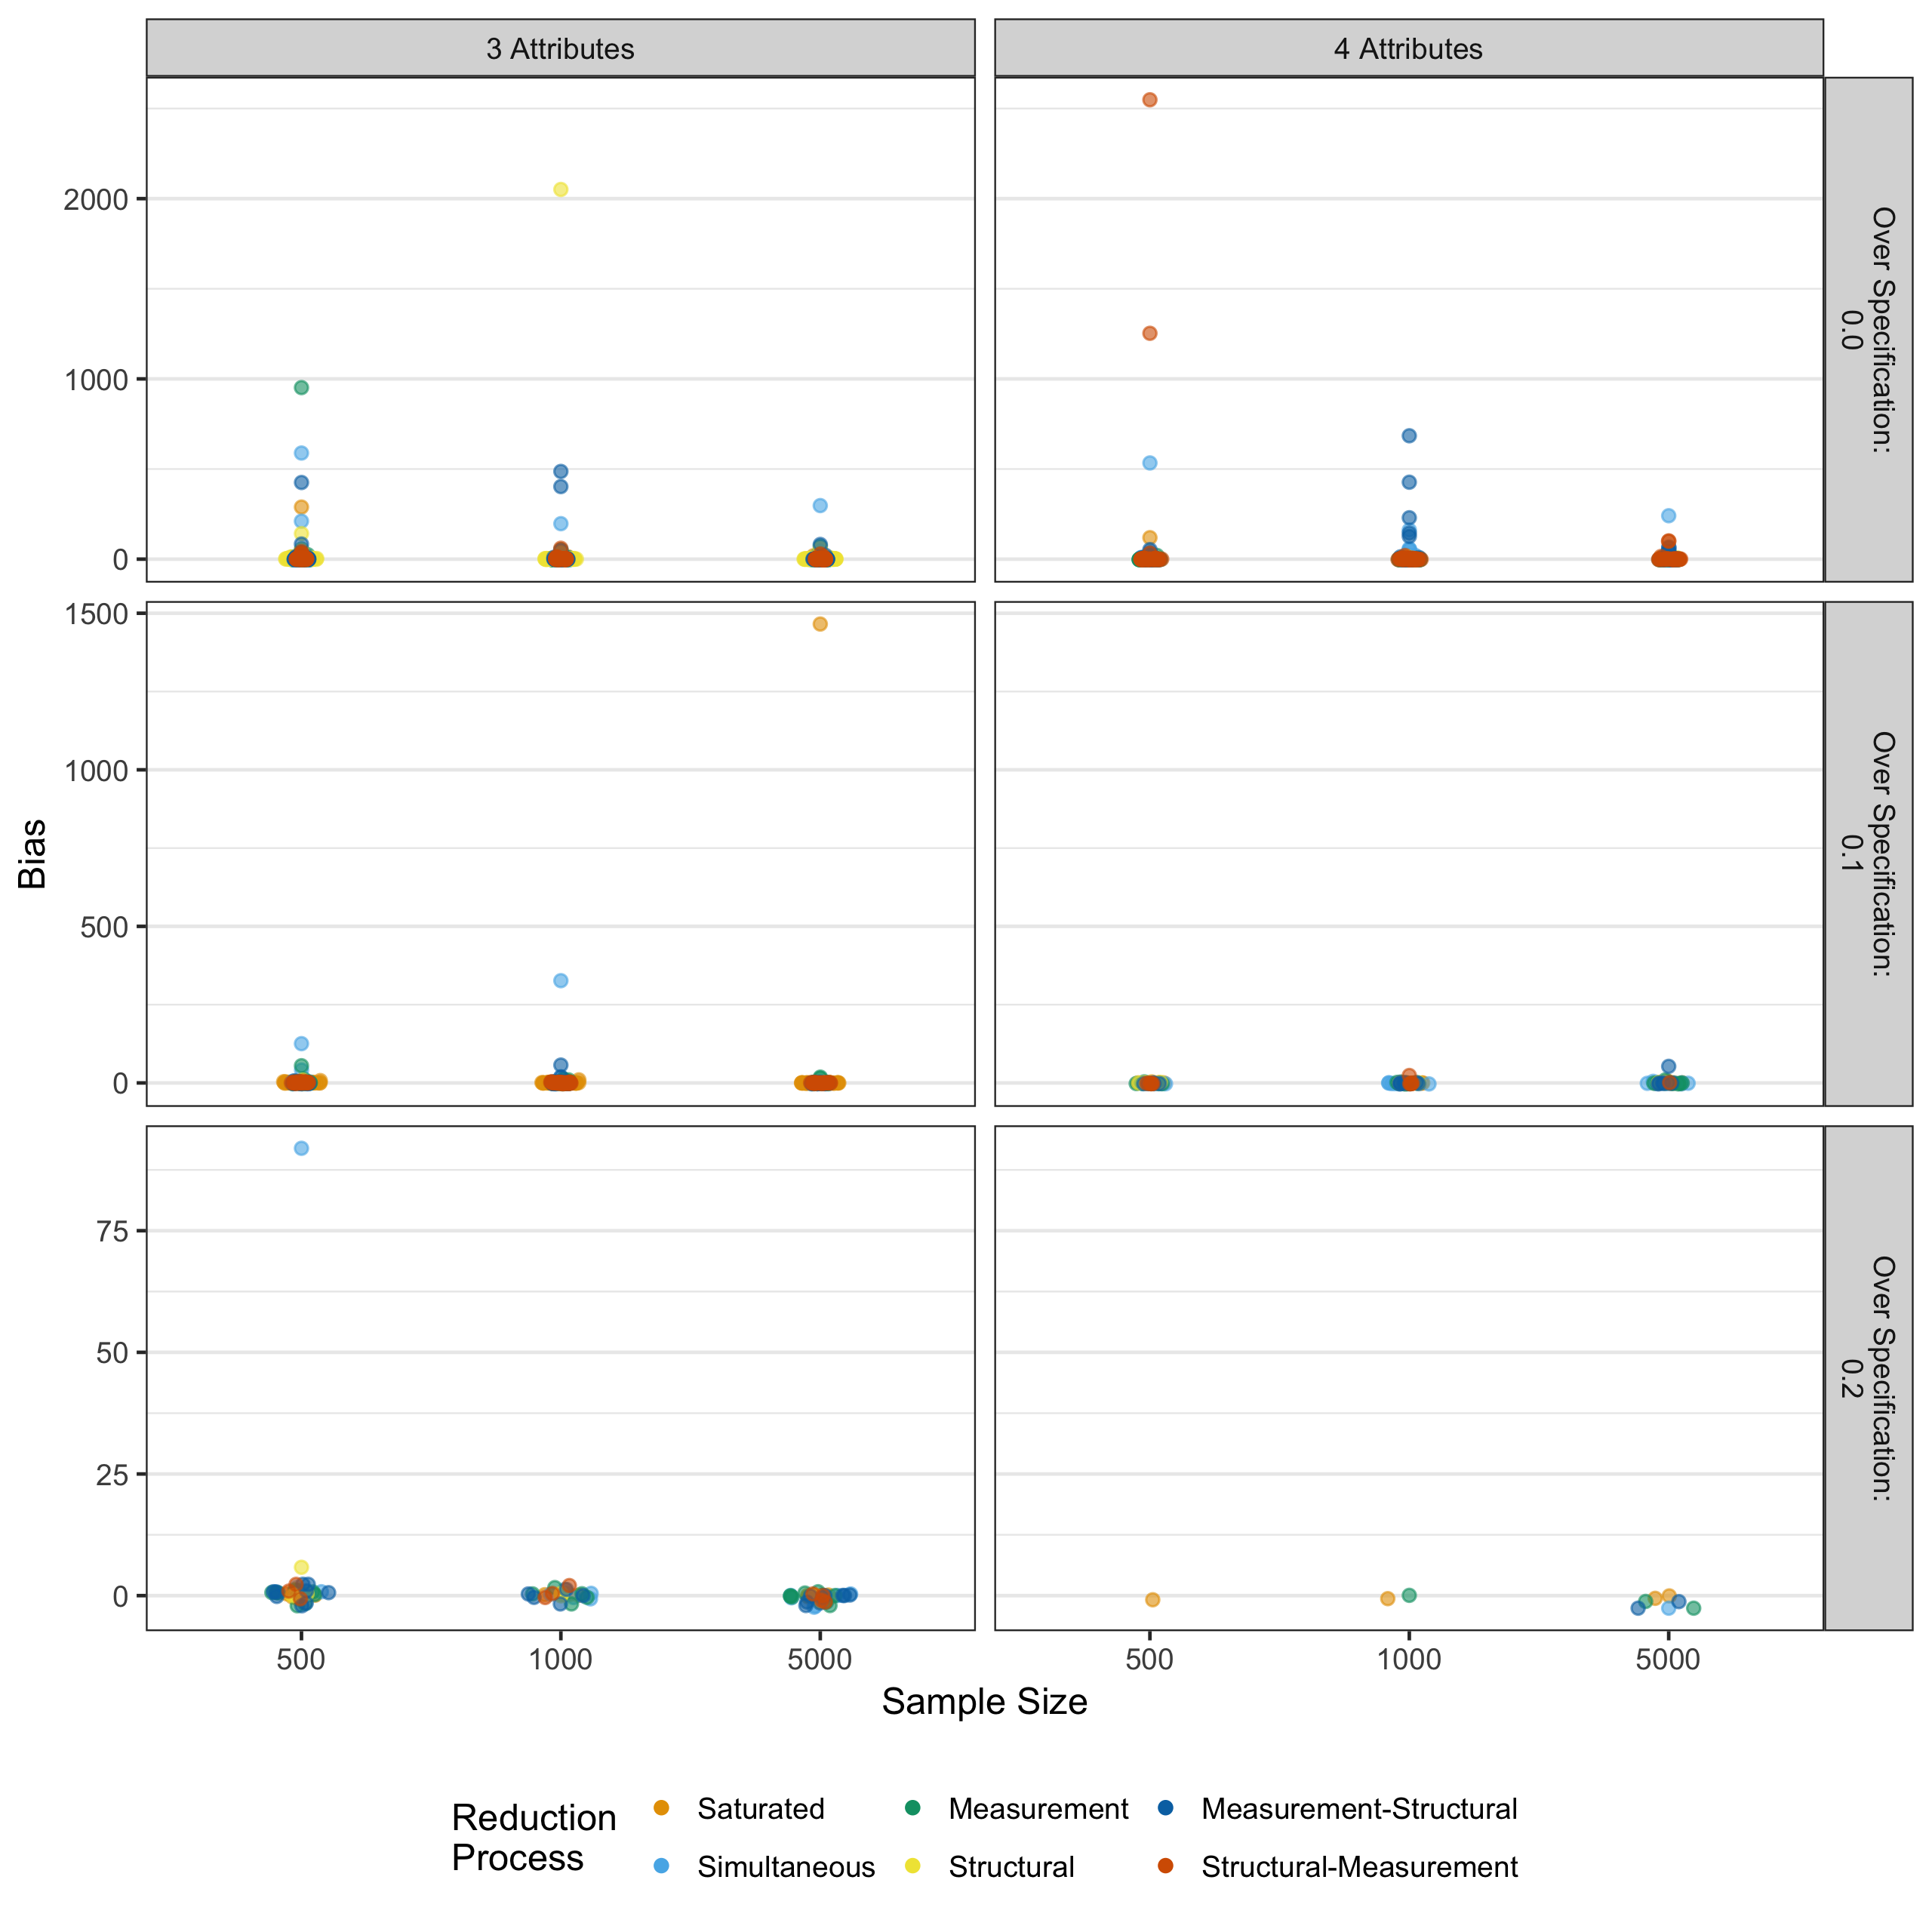 3 Attributes
4 Attributes
2000
1000
0
Over Specification:
0.0
1500
1000
500
0
Over Specification:
0.1
75
50
25
0
Over Specification:
0.2
Bias
500
1000
5000
500
1000
5000
Sample Size
Reduction
Process
Saturated
Measurement
Measurement-Structural
Simultaneous
Structural
Structural-Measurement